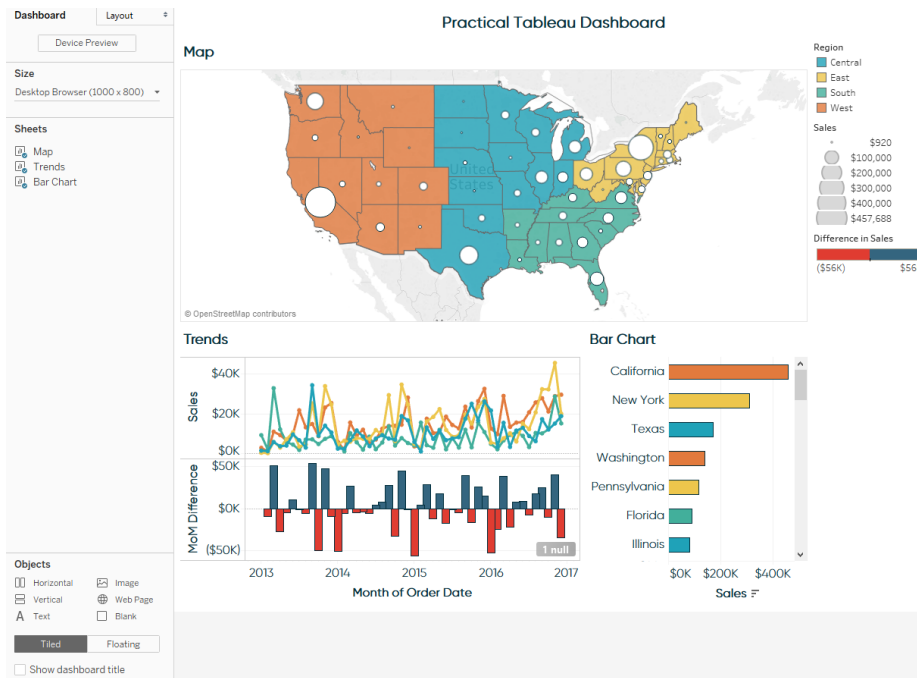 Dashboard
Layout
Device Preview
Size
Desktop Browser (1000 x 800)
Sheets
Map
Trends
Bar Chart
Objects
Horizontal
Image
Vertical
Web Page
Text
Blank
Tiled
Floating
Show dashboard title
Practical Tableau Dashboard
Map
United
States
© OpenStreetMap contributors
Region
Central
East
South
West
Sales
$920
$100,000
$200,000
$300,000
$400,000
$457,688
Difference in Sales
($56K)
$56
Trends
Sales
$40K
$20K
$0K
MoM Difference
$50K
$0K
($50K)
1 null
2013 2014 2015 2016 2017
Month of Order Date
Bar Chart
California
New York
Texas
Washington
Pennsylvania
Florida
Illinois
$0K $200K $400K
Sales